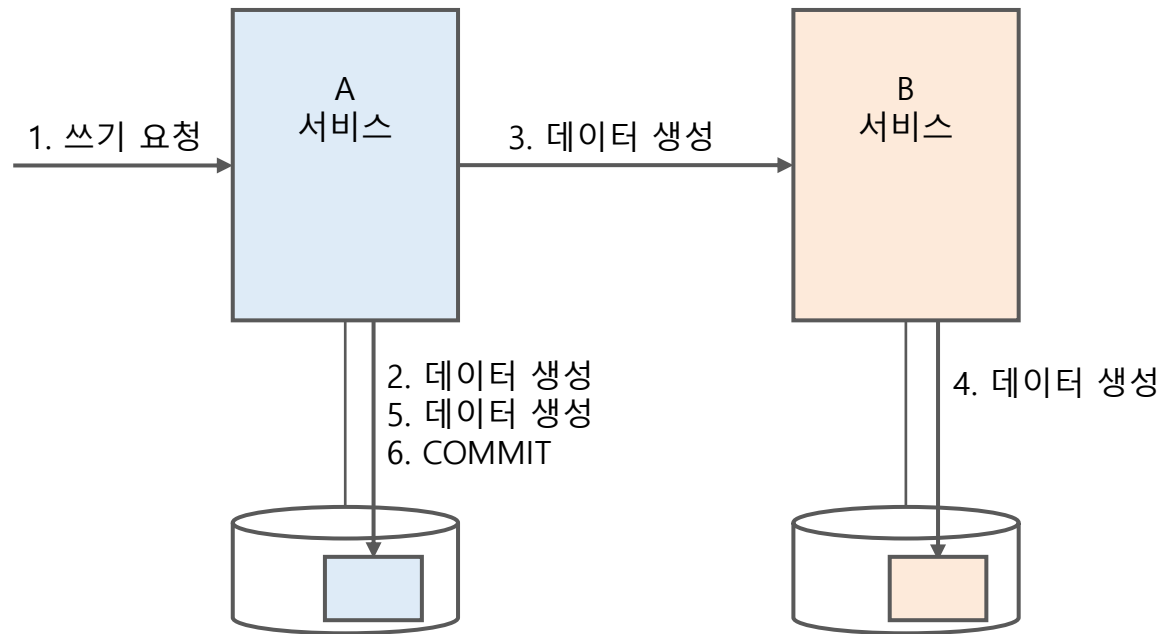 A
서비스
B
서비스
1. 쓰기 요청
3. 데이터 생성
2. 데이터 생성
5. 데이터 생성
6. COMMIT
4. 데이터 생성